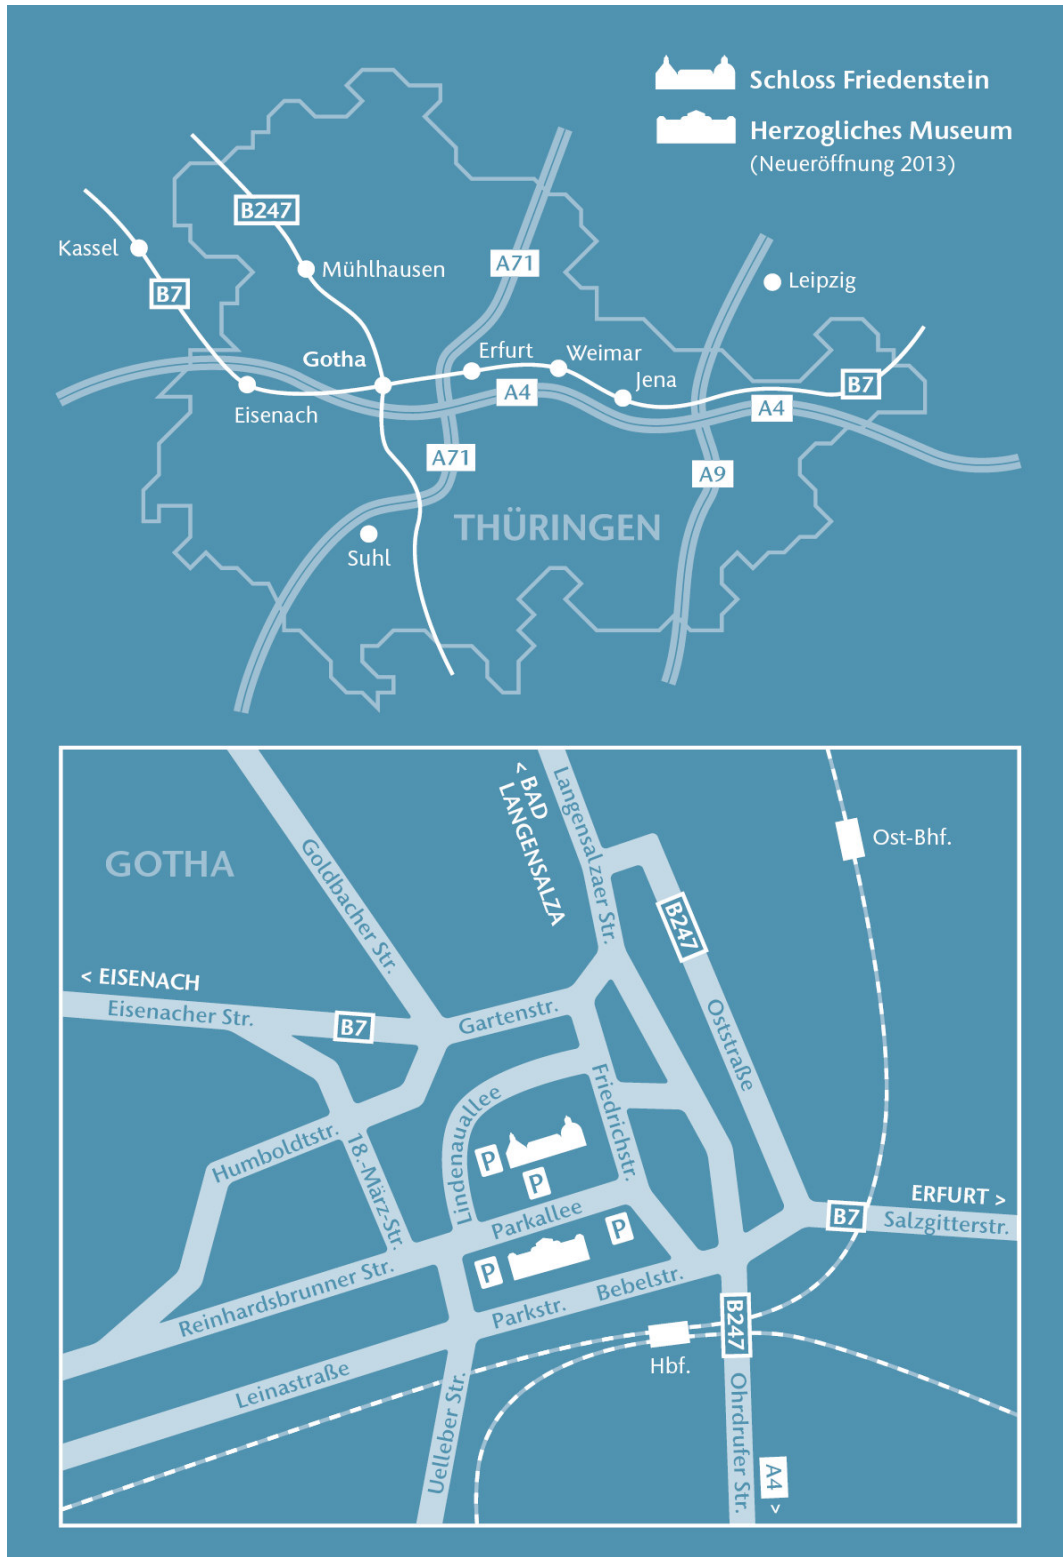 Schloss Friedenstein
Herzogliches Museum
(Neueröffnung 2013)
B247
Kassel
Mühlhausen
A71
Leipzig
B7
Gotha
Erfurt
Weimar
Jena
B7
Eisenach
A4
A4
A71
A9
THÜRINGEN
Suhl
< BAD
LANGENSALZA
Langensalzaer Str.
Ost-Bhf.
GOTHA
Goldbacher Str.
B247
< EISENACH
Eisenacher Str.
B7
Gartenstr.
Oststraße
Lindenauallee
Friedrichstr.
Humboldtstr.
18.-März-Str.
P
P
Parkallee
P
P
ERFURT >
B7
Salzgitterstr.
Reinhardsbrunner Str.
Parkstr.
Bebelstr.
B247
Hbf.
Leinastraße
Uelleber Str.
Ohrdrufer Str.
A4 >